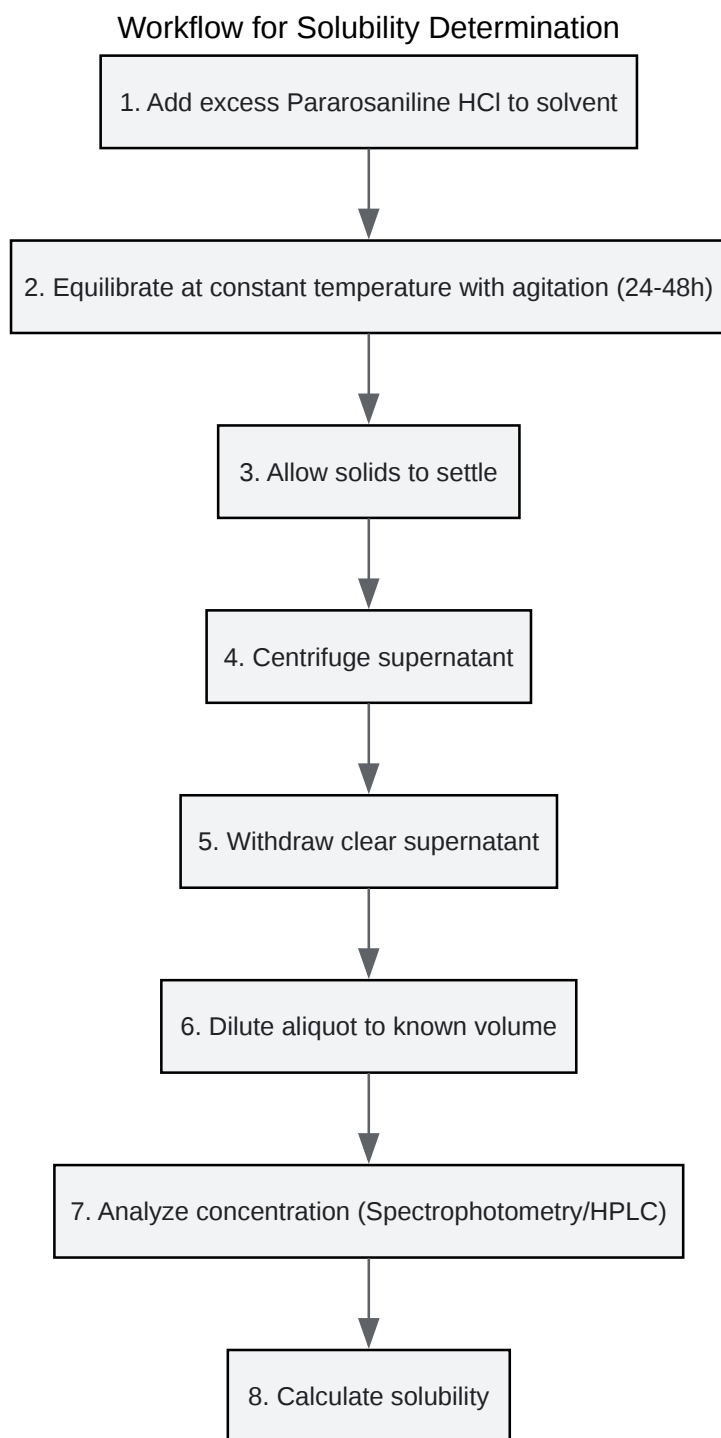 Workflow for Solubility Determination
1. Add excess Pararosaniline HCl to solvent
2. Equilibrate at constant temperature with agitation (24-48h)
3. Allow solids to settle
4. Centrifuge supernatant
5. Withdraw clear supernatant
6. Dilute aliquot to known volume
7. Analyze concentration (Spectrophotometry/HPLC)
8. Calculate solubility